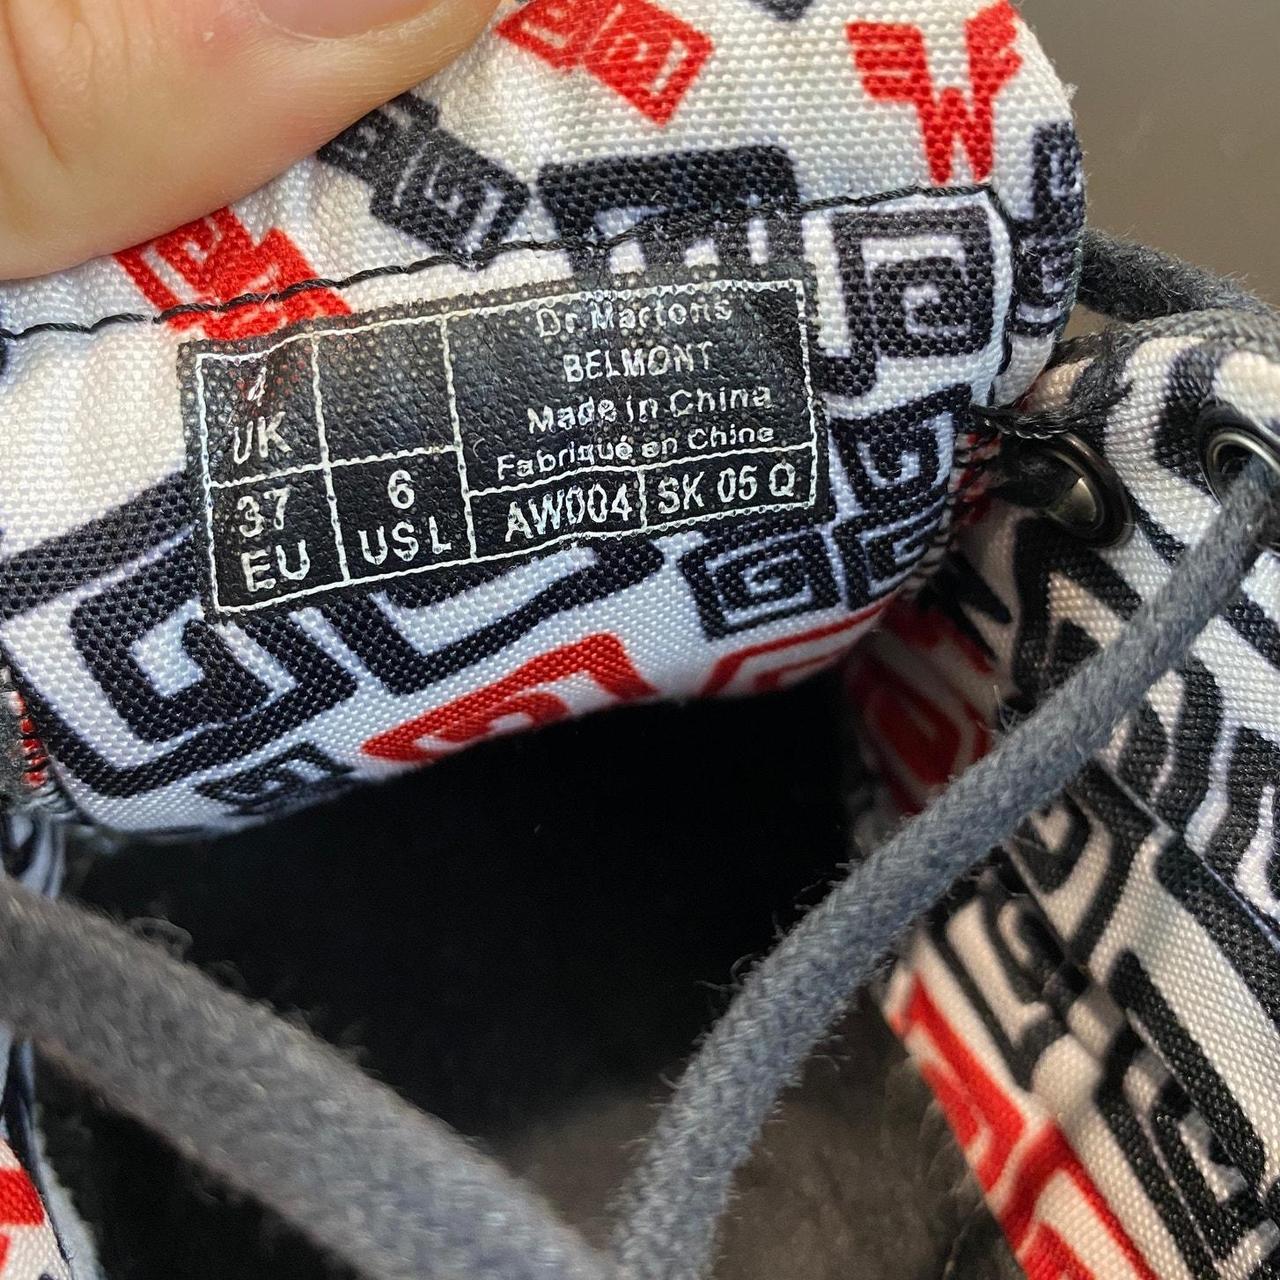 Dr. Martens
BELMONT
Made in China
Fabriqué en Chine
AW004 SK 05 Q
4
UK
37
EU
6
US L
W